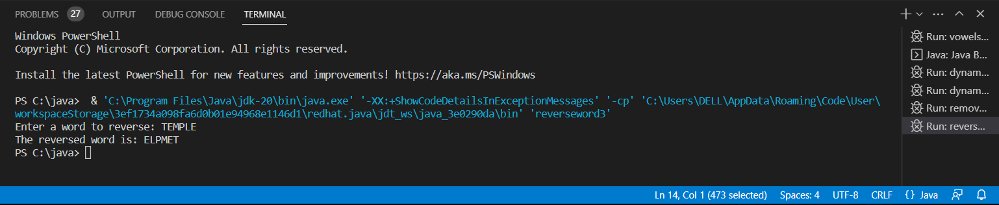 PROBLEMS 27 OUTPUT DEBUG CONSOLE TERMINAL
Windows PowerShell
Copyright (C) Microsoft Corporation. All rights reserved.
Install the latest PowerShell for new features and improvements! https://aka.ms/PSWindows
PS C:\java>  & 'C:\Program Files\Java\jdk-20\bin\java.exe' '-XX:+ShowCodeDetailsInExceptionMessages' '-cp' 'C:\Users\DELL\AppData\Roaming\Code\User\
workspaceStorage\3ef1734a098fa6d0b01e94968e1146d1\redhat.java\jdt_ws\java_3e0290da\bin' 'reverseword3'
Enter a word to reverse: TEMPLE
The reversed word is: ELPMET
PS C:\java>
Run: vowels...
Java: Java B...
Run: dynam...
Run: dynam...
Run: remov...
Run: revers...
Ln 14, Col 1 (473 selected) Spaces: 4 UTF-8 CRLF {} Java